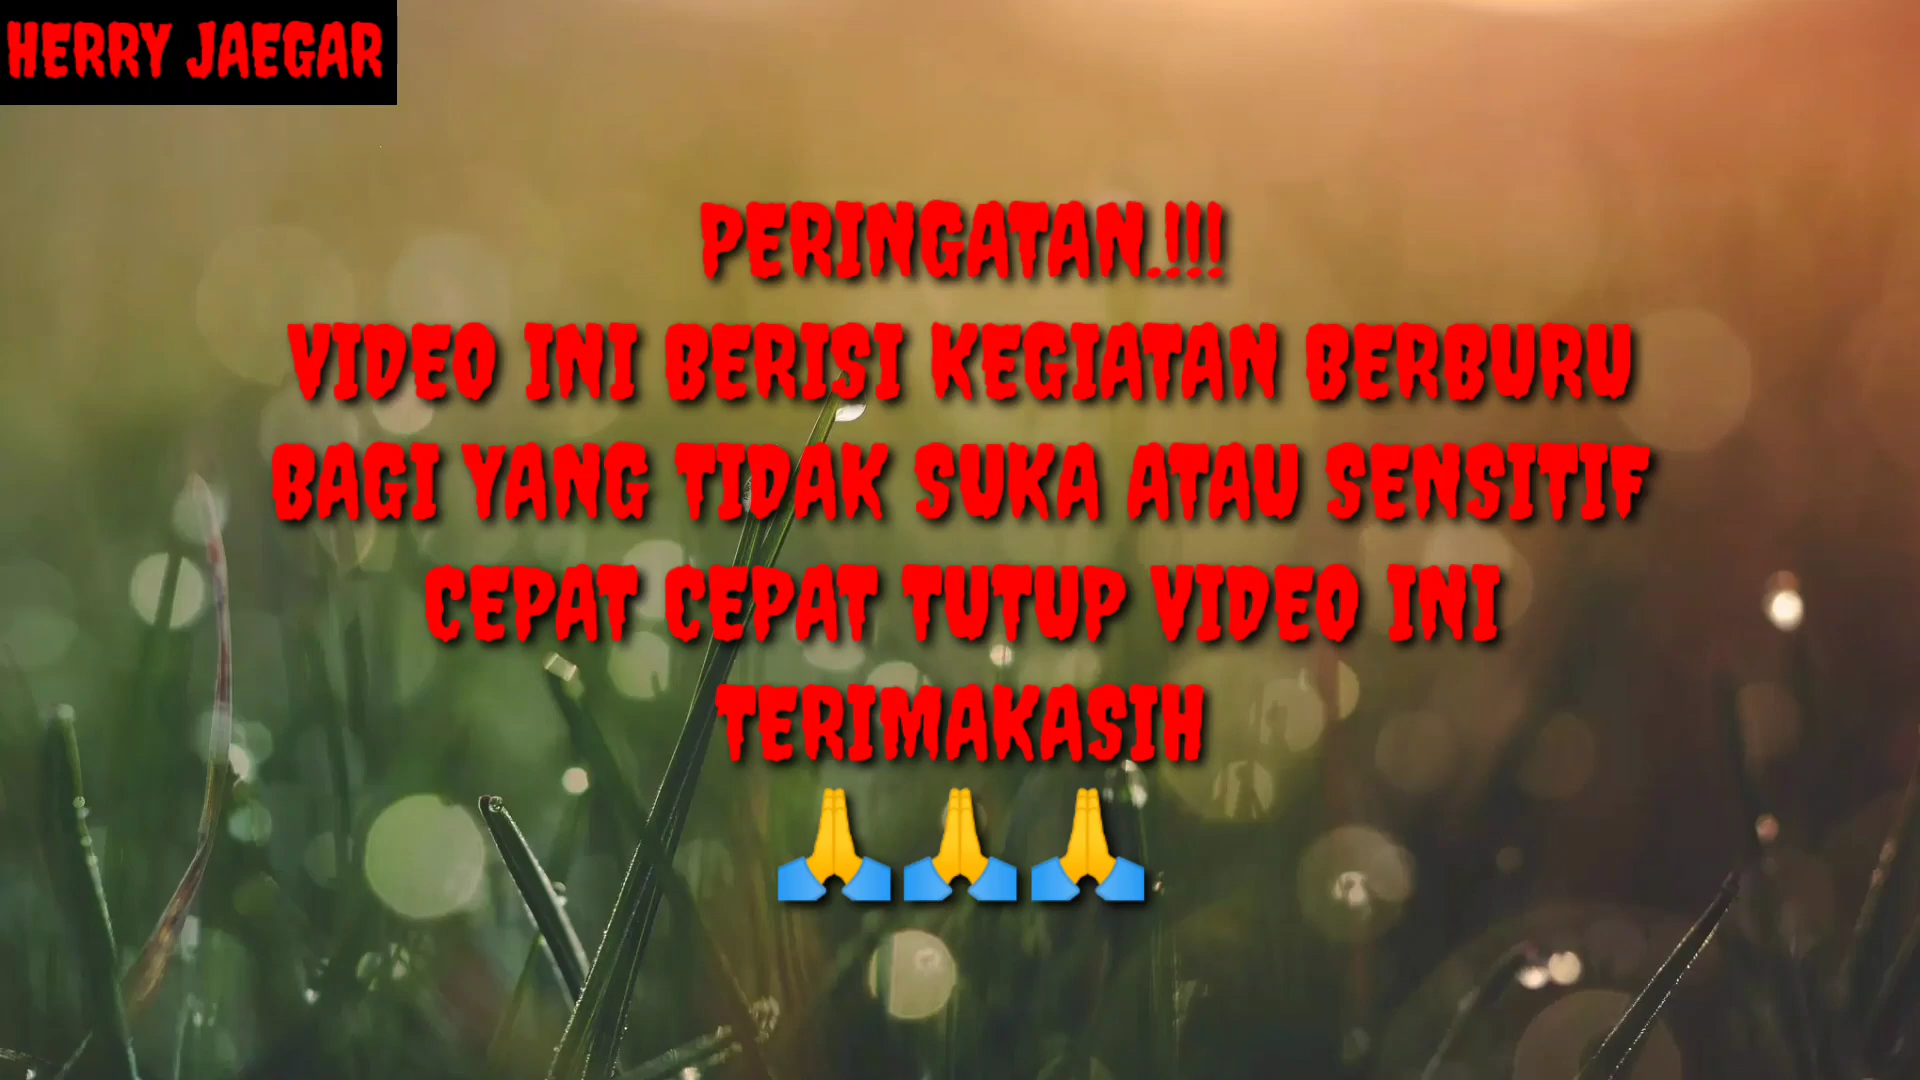 HERRY JAEGAR
PERINGATAN.!!!
VIDEO INI BERISI KEGIATAN BERBURU
BAGI YANG TIDAK SUKA ATAU SENSITIF
CEPAT CEPAT TUTUP VIDEO INI
TERIMAKASIH
🙏🙏🙏